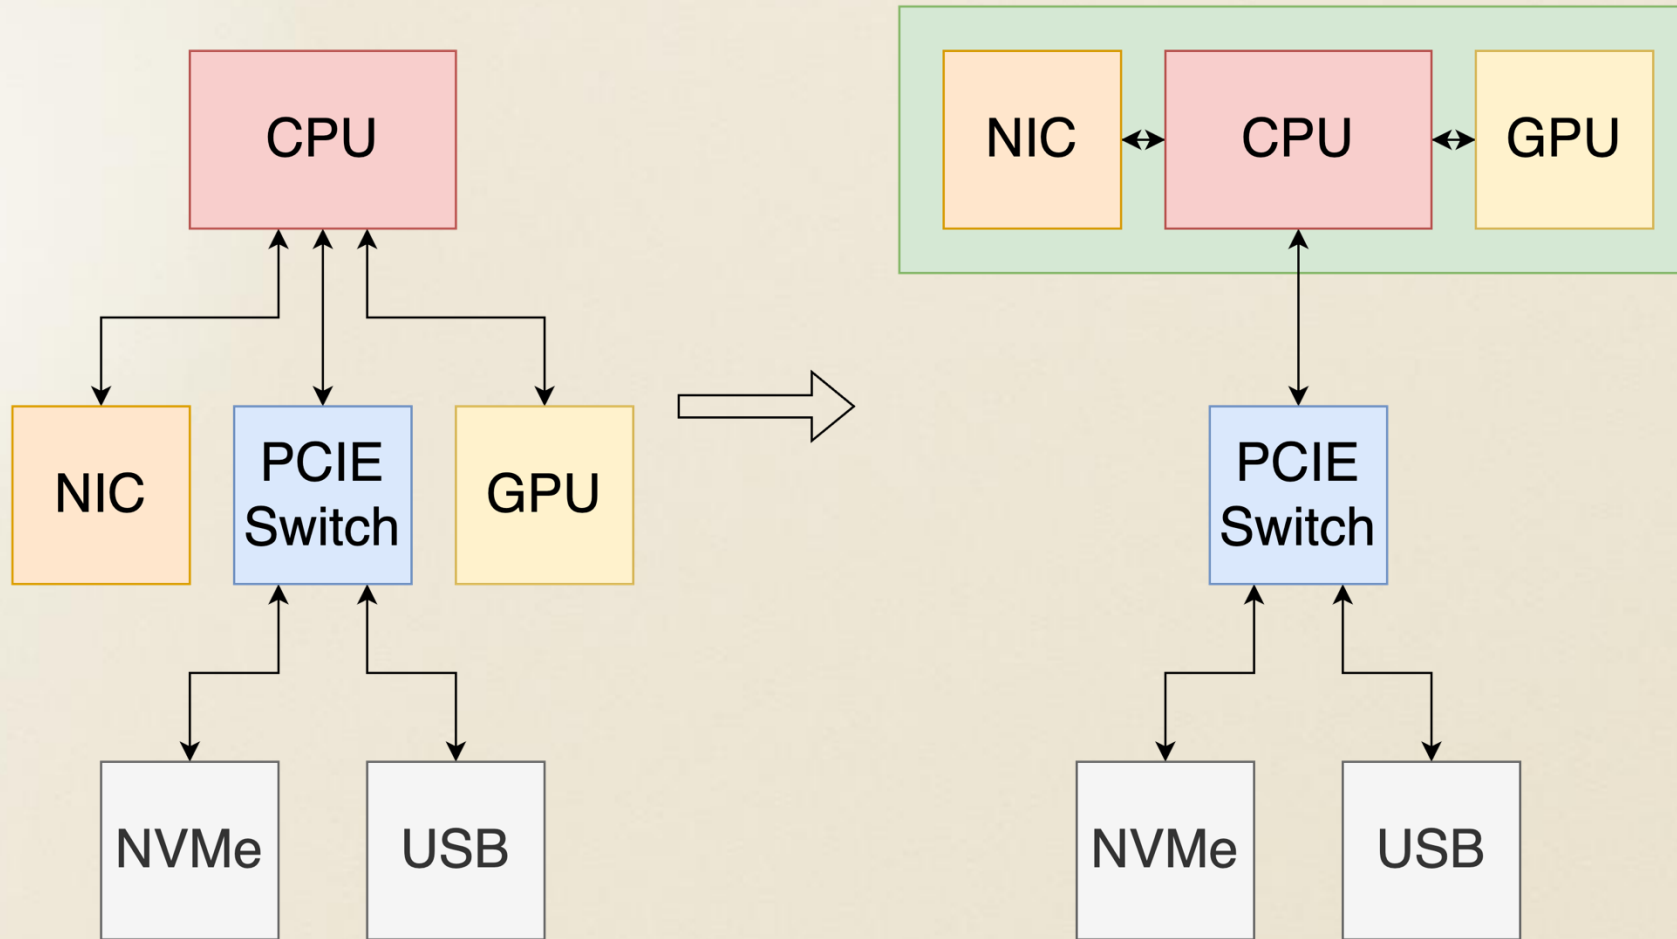 CPU
NIC
PCIE
Switch
GPU
NVMe
USB
NIC
CPU
GPU
PCIE
Switch
NVMe
USB